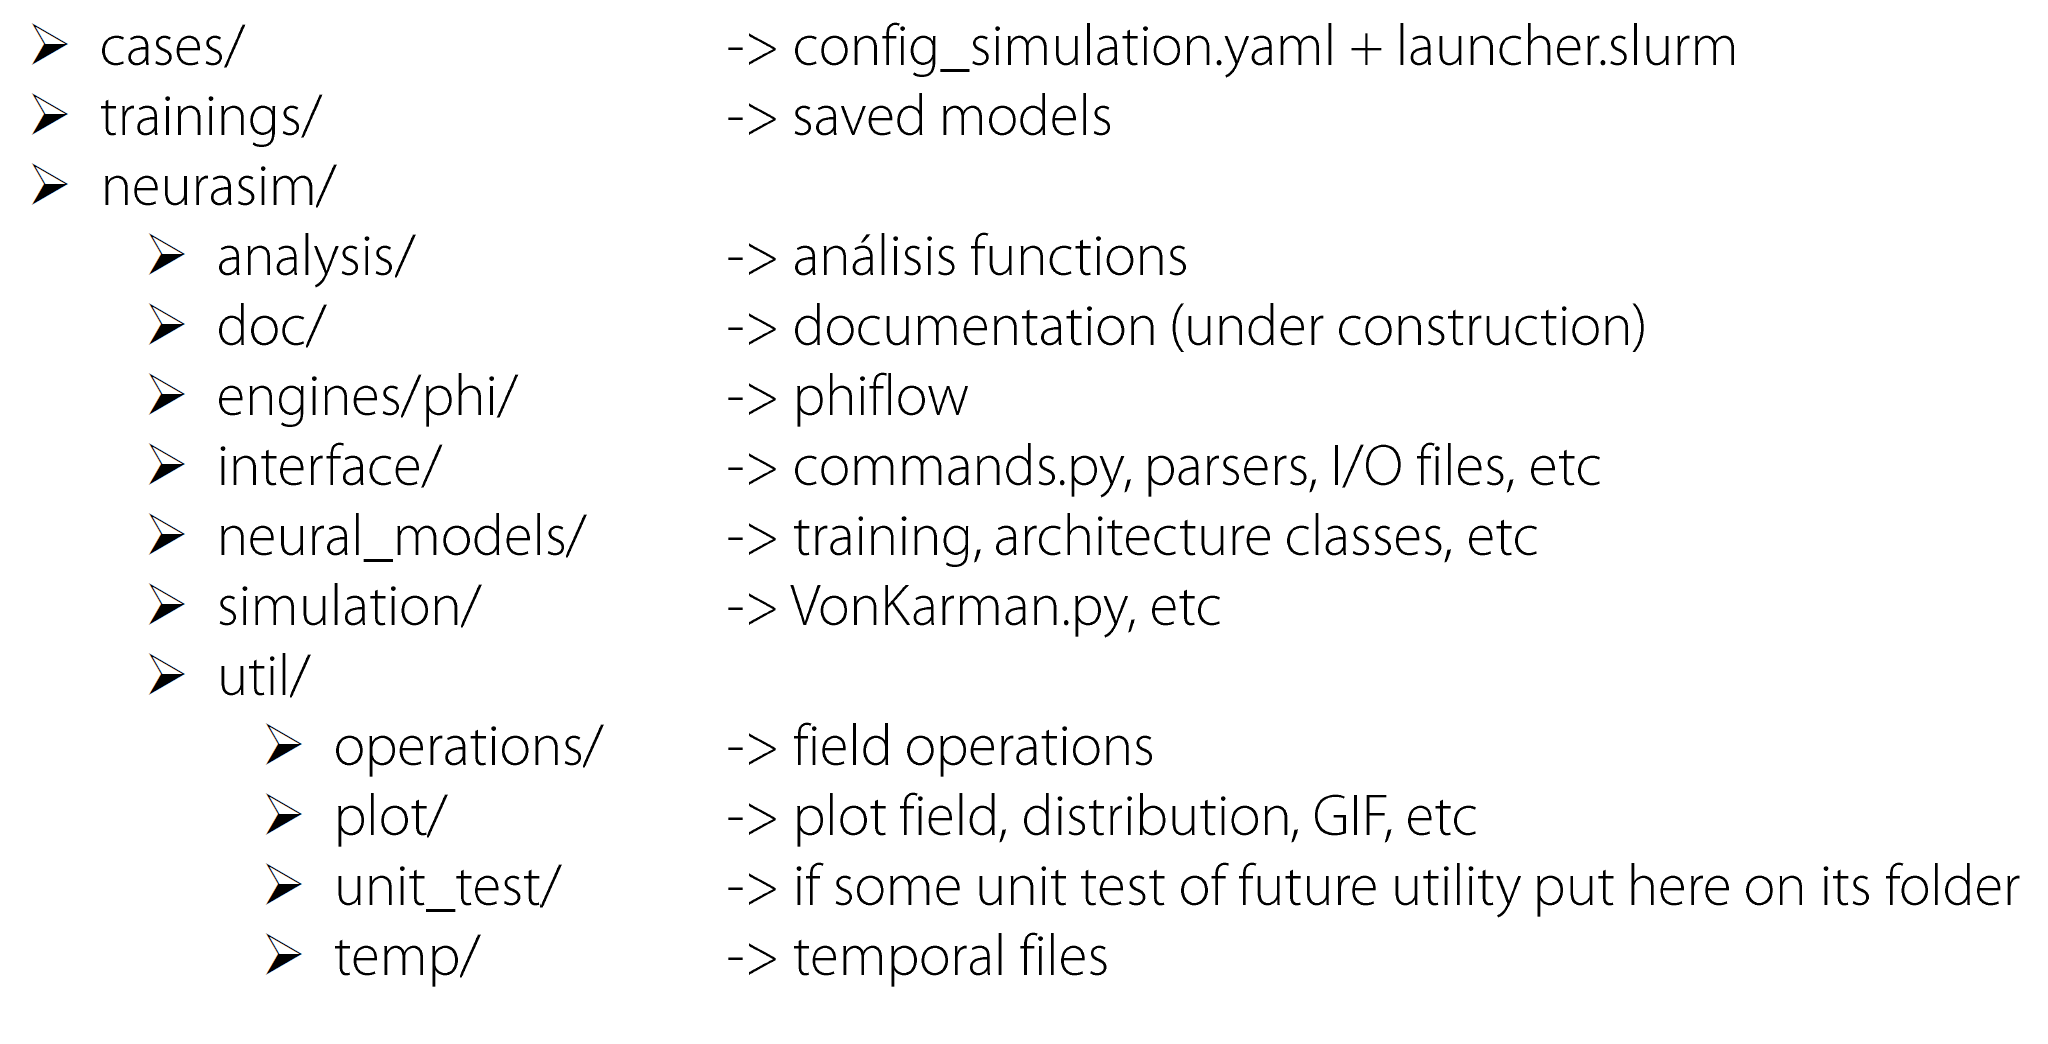 ➢ cases/ -> config_simulation.yaml + launcher.slurm
➢ trainings/ -> saved models
➢ neurasim/
➢ analysis/ -> análisis functions
➢ doc/ -> documentation (under construction)
➢ engines/phi/ -> phiflow
➢ interface/ -> commands.py, parsers, I/O files, etc
➢ neural_models/ -> training, architecture classes, etc
➢ simulation/ -> VonKarman.py, etc
➢ util/
➢ operations/ -> field operations
➢ plot/ -> plot field, distribution, GIF, etc
➢ unit_test/ -> if some unit test of future utility put here on its folder
➢ temp/ -> temporal files